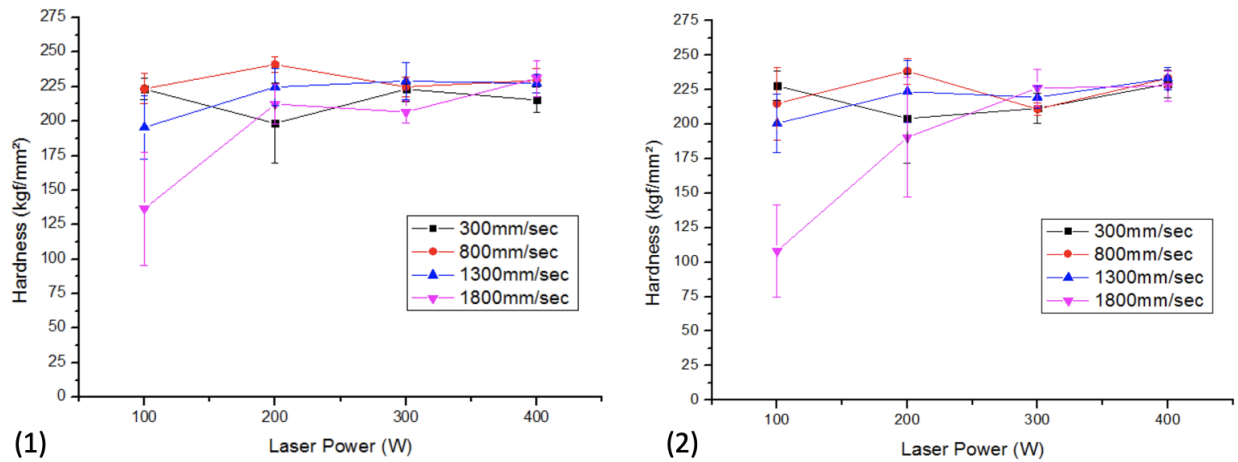 275
250
225
200
175
150
125
100
75
50
25
0
Hardness (kgf/mm²)
300mm/sec
800mm/sec
1300mm/sec
1800mm/sec
100 200 300 400
Laser Power (W)
(1)
275
250
225
200
175
150
125
100
75
50
25
0
Hardness (kgf/mm²)
300mm/sec
800mm/sec
1300mm/sec
1800mm/sec
100 200 300 400
Laser Power (W)
(2)